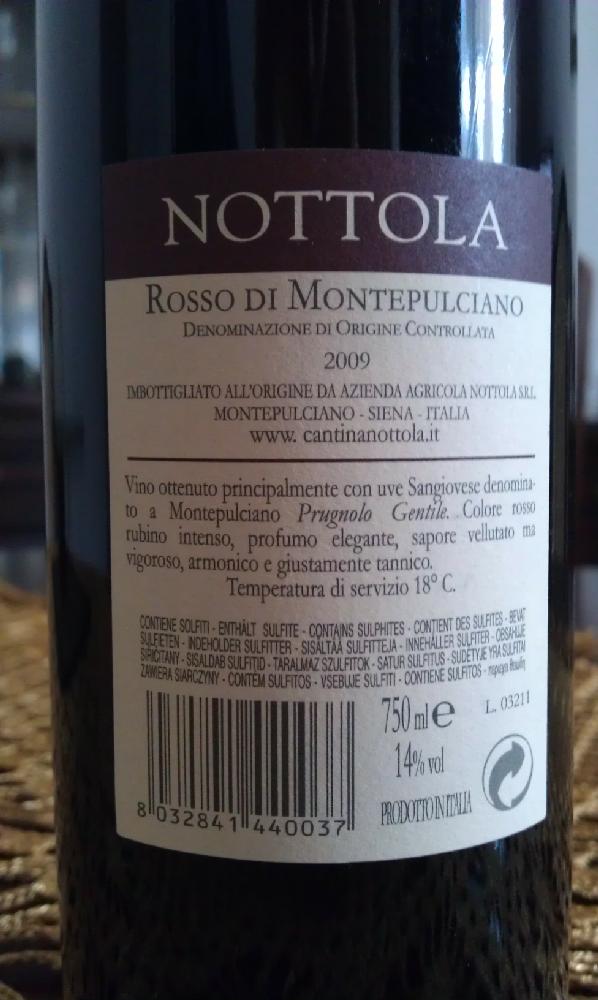 NOTTOLA
ROSSO DI MONTEPULCIANO
DENOMINAZIONE DI ORIGINE CONTROLLATA
2009
IMBOTTIGLIATO ALL'ORIGINE DA AZIENDA AGRICOLA NOTTOLA S.R.L.
MONTEPULCIANO - SIENA - ITALIA
www. cantinanottola.it
Vino ottenuto principalmente con uve Sangiovese denomina-
to a Montepulciano Prugnolo Gentile. Colore rosso
rubino intenso, profumo elegante, sapore vellutato ma
vigoroso, armonico e giustamente tannico.
Temperatura di servizio 18° C.
CONTIENE SOLFITI - ENTHÄLT SULFITE - CONTAINS SULPHITES - CONTIENT DES SULFITES - BEVAT
SULFIETEN - INDEHOLDER SULFITTER - SISÄLTÄÄ SULFITTEJA - INNEHÅLLER SULFITER - OBSAHUJE
SIRICITANY - SISALDAB SULFITID - TARALMAZ SZULFITOK - SATUR SULFITUS - SUDĖTYJE YRA SULFITAI
ZAWIERA SIARCZYNY - CONTÉM SULFITOS - VSEBUJE SULFITI - CONTIENE SULFITOS -
750 ml e
L. 03211
14% vol
PRODOTTO IN ITALIA
8 032841 440037